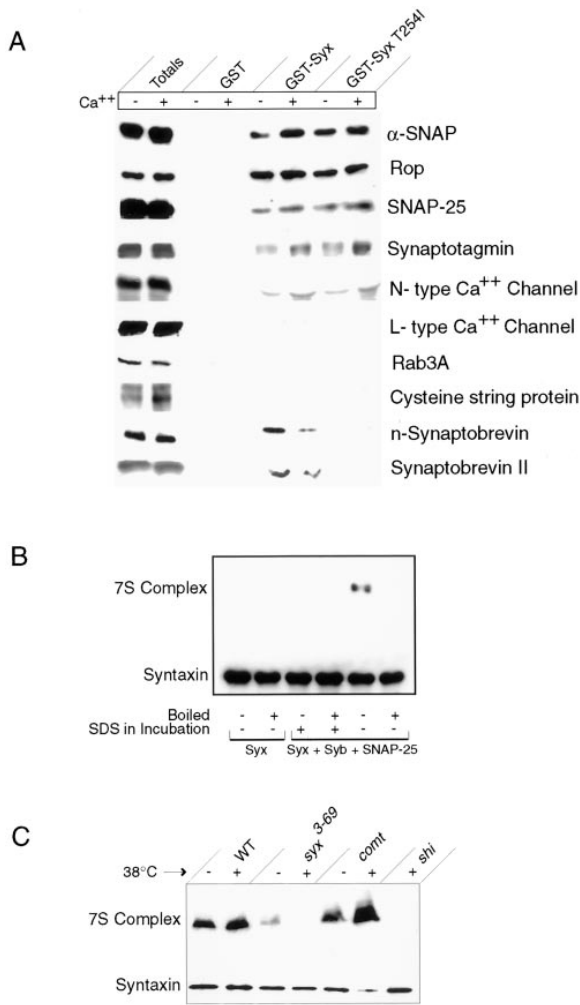 A
Totals GST GST-Syx GST-Syx T254I
Ca++ - + - + - + - +
α-SNAP
Rop
SNAP-25
Synaptotagmin
N- type Ca++ Channel
L- type Ca++ Channel
Rab3A
Cysteine string protein
n-Synaptobrevin
Synaptobrevin II
B
7S Complex
Syntaxin
Boiled - + - + - +
SDS in Incubation - - + + - -
Syx Syx + Syb + SNAP-25
C
WT syx3-69 comt shi
38°C → - + - + - + +
7S Complex
Syntaxin